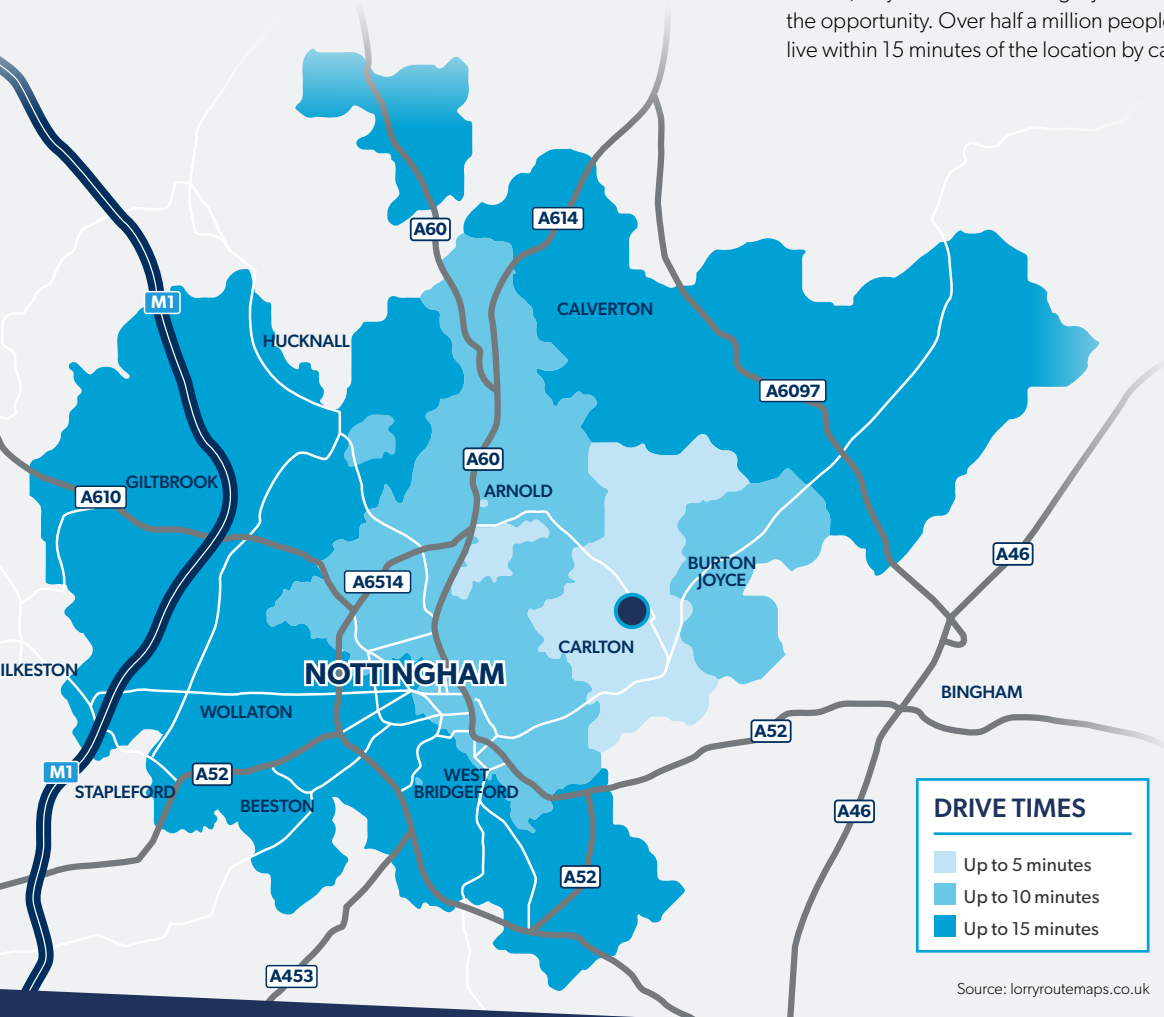 the opportunity. Over half a million people
live within 15 minutes of the location by ca
A60
A614
M1
CALVERTON
HUCKNALL
A6097
A60
GILTBROOK
ARNOLD
A610
A46
BURTON
JOYCE
A6514
CARLTON
ILKESTON
NOTTINGHAM
BINGHAM
WOLLATON
A52
M1
A52
WEST
BRIDGEFORD
STAPLEFORD
BEESTON
A46
A52
A453
DRIVE TIMES
Up to 5 minutes
Up to 10 minutes
Up to 15 minutes
Source: lorryroutemaps.co.uk